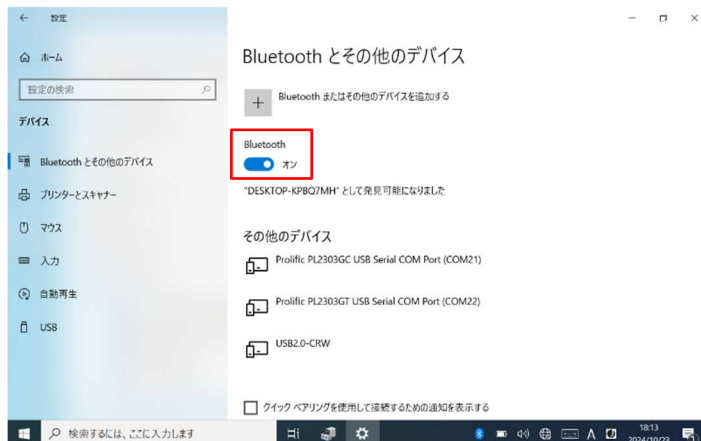 設定
ホーム
設定の検索
デバイス
Bluetooth とその他のデバイス
プリンターとスキャナー
マウス
入力
自動再生
USB
Bluetooth とその他のデバイス
Bluetooth またはその他のデバイスを追加する
Bluetooth
オン
"DESKTOP-KPBQ7MH" として発見可能になりました
その他のデバイス
Prolific PL2303GC USB Serial COM Port (COM21)
Prolific PL2303GT USB Serial COM Port (COM22)
USB2.0-CRW
クイック ペアリングを使用して接続するための通知を表示する
検索するには、ここに入力します
A
18:13
2024/10/23